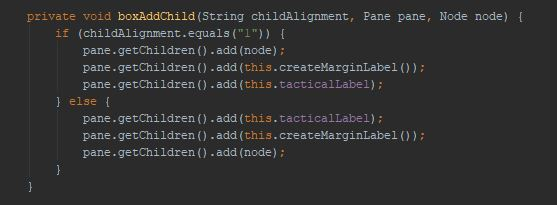 private void boxAddChild(String childAlignment, Pane pane, Node node) {
    if (childAlignment.equals("l")) {
        pane.getChildren().add(node);
        pane.getChildren().add(this.createMarginLabel());
        pane.getChildren().add(this.tacticalLabel);
    } else {
        pane.getChildren().add(this.tacticalLabel);
        pane.getChildren().add(this.createMarginLabel());
        pane.getChildren().add(node);
    }
}